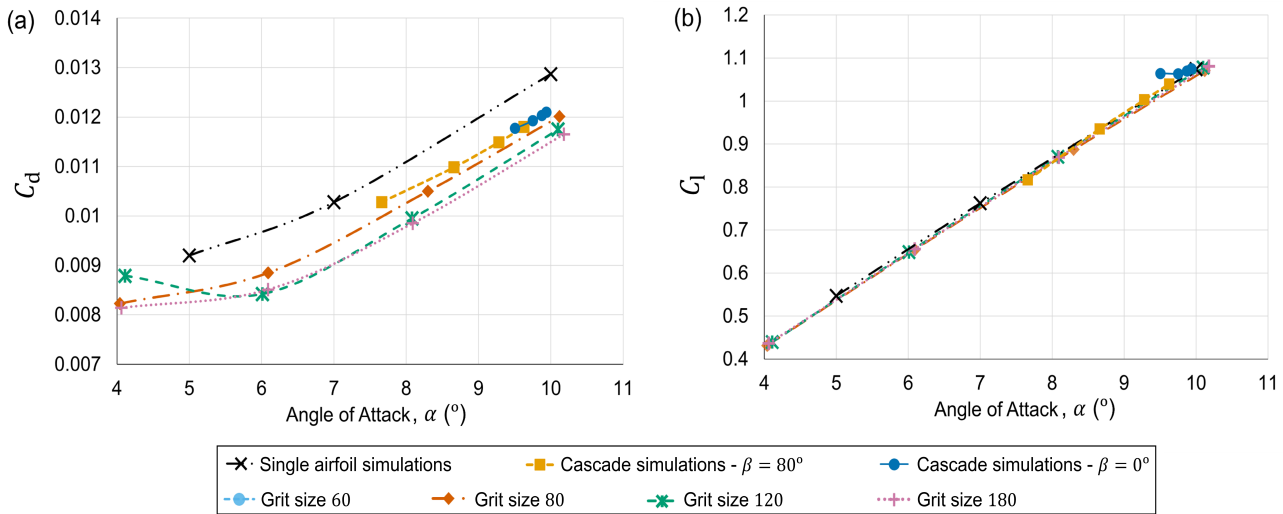 (a)
0.014
0.013
0.012
0.011
0.01
0.009
0.008
0.007
C_d
4 5 6 7 8 9 10 11
Angle of Attack, α (º)
(b)
1.2
1.1
1
0.9
0.8
0.7
0.6
0.5
0.4
C_l
4 5 6 7 8 9 10 11
Angle of Attack, α (º)
Single airfoil simulations Cascade simulations - β = 80º Cascade simulations - β = 0º
Grit size 60 Grit size 80 Grit size 120 Grit size 180